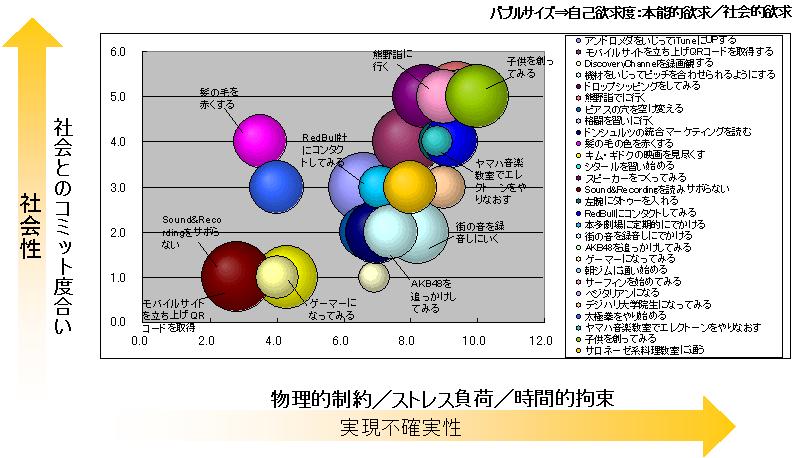 バブルサイズ⇒自己欲求度：本能的欲求／社会的欲求
社会とのコミット度合い
社会性
6.0
5.0
4.0
3.0
2.0
1.0
0.0
0.0
2.0
4.0
6.0
8.0
10.0
12.0
髪の毛を
赤くする
熊野詣に
行く
子供を創っ
てみる
RedBull社
にコンタク
トしてみる
ヤマハ音楽
教室でエレ
クトーンをや
りなおす
Sound&Reco
rdingをサボら
ない
街の音を録
音しにいく
AKB48を
追っかけして
みる
ゲーマーに
なってみる
モバイルサイト
を立ち上げQR
コードを取得
アンドロメダをいじってiTuneにUPする
モバイルサイトを立ち上げQRコードを取得する
DiscoveryChannelを録画観する
機材をいじってピッチを合わせられるようにする
ドロップシッピングをしてみる
熊野詣でに行く
ピアスの穴を空け変える
格闘を習いに行く
ドンシュルツの統合マーケティングを読む
髪の毛の色を赤くする
キム・ギドクの映画を見尽くす
シタールを習い始める
スピーカーをつくってみる
Sound&Recordingを読みサボらない
左腕にタトゥーを入れる
RedBullにコンタクトしてみる
本多劇場に定期的にでかける
街の音を録音しにでかける
AKB48を追っかけしてみる
ゲーマーになってみる
朝ジムに通い始める
サーフィンを始めてみる
ベジタリアンになる
デジハリ大学院生になってみる
太極拳をやり始める
ヤマハ音楽教室でエレクトーンをやりなおす
子供を創ってみる
サロネーゼ系料理教室に通う
物理的制約／ストレス負荷／時間的拘束
実現不確実性